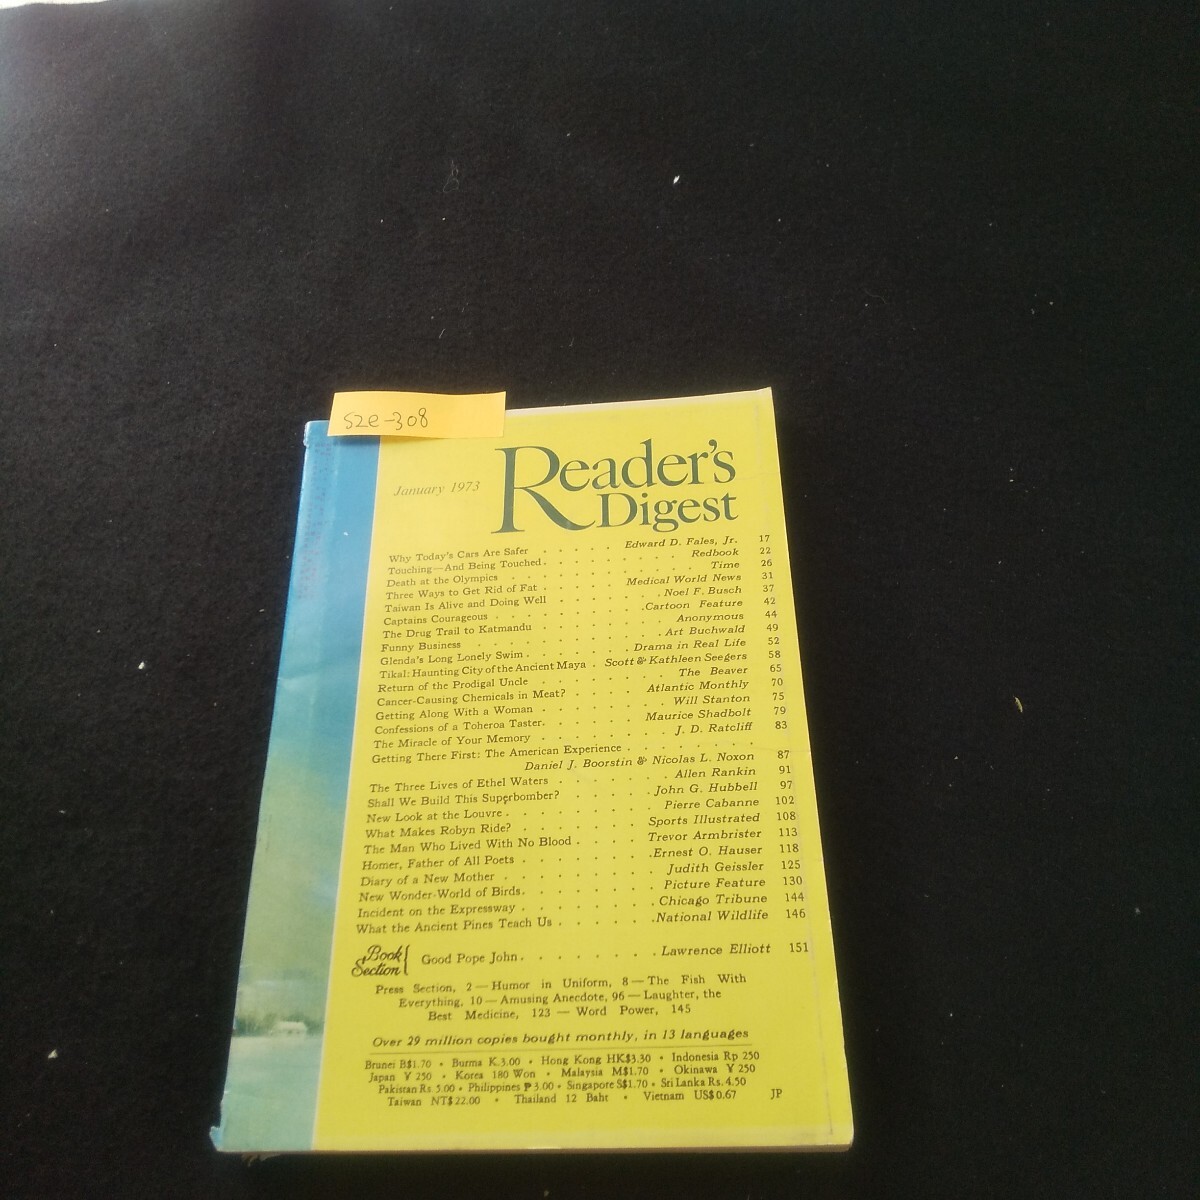 s2e-308
January 1973
Reader's
Digest
Why Today's Cars Are Safer . . . . . Edward D. Fales, Jr. 17
Touching—And Being Touched . . . . . . . . . Redbook 22
Death at the Olympics . . . . . . . . . . . Time 26
Three Ways to Get Rid of Fat . . . . . Medical World News 31
Taiwan Is Alive and Doing Well . . . . . . . Noel F. Busch 37
Captains Courageous . . . . . . . . . Cartoon Feature 42
The Drug Trail to Katmandu . . . . . . . Anonymous 44
Funny Business . . . . . . . . . . . Art Buchwald 49
Glenda's Long Lonely Swim . . . . . . Drama in Real Life 52
Tikal: Haunting City of the Ancient Maya . Scott & Kathleen Seegers 58
Return of the Prodigal Uncle . . . . . . . . The Beaver 65
Cancer-Causing Chemicals in Meat? . . . . Atlantic Monthly 70
Getting Along With a Woman . . . . . . . Will Stanton 75
Confessions of a Toheroa Taster . . . . . . Maurice Shadbolt 79
The Miracle of Your Memory . . . . . . . J. D. Ratcliff 83
Getting There First: The American Experience . . . . . . . .
Daniel J. Boorstin & Nicolas L. Noxon 87
The Three Lives of Ethel Waters . . . . . . . Allen Rankin 91
Shall We Build This Superbomber? . . . . . John G. Hubbell 97
New Look at the Louvre . . . . . . . . Pierre Cabanne 102
What Makes Robyn Ride? . . . . . . . Sports Illustrated 108
The Man Who Lived With No Blood . . . . Trevor Armbrister 113
Homer, Father of All Poets . . . . . . . Ernest O. Hauser 118
Diary of a New Mother . . . . . . . . Judith Geissler 125
New Wonder-World of Birds . . . . . . . Picture Feature 130
Incident on the Expressway . . . . . . . Chicago Tribune 144
What the Ancient Pines Teach Us . . . . . National Wildlife 146
Book
Section { Good Pope John . . . . . . . . Lawrence Elliott 151
Press Section, 2 — Humor in Uniform, 8 — The Fish With
Everything, 10 — Amusing Anecdote, 96 — Laughter, the
Best Medicine, 123 — Word Power, 145
Over 29 million copies bought monthly, in 13 languages
Brunei B$1.70 • Burma K.3.00 • Hong Kong HK$3.30 • Indonesia Rp 250
Japan ¥ 250 • Korea 180 Won • Malaysia M$1.70 • Okinawa ¥ 250
Pakistan Rs 5.00 • Philippines ₱ 3.00 • Singapore S$1.70 • Sri Lanka Rs. 4.50
Taiwan NT$22.00 • Thailand 12 Baht • Vietnam US$0.67 JP